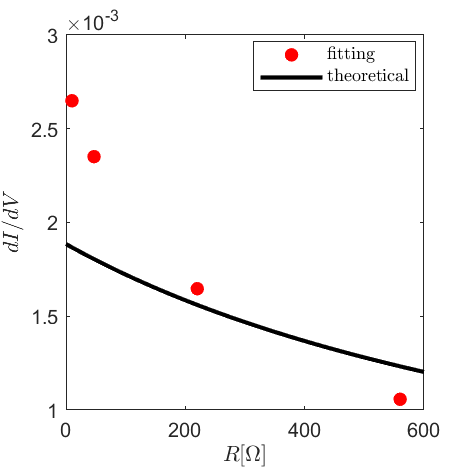 ×10⁻³
3
2.5
2
1.5
1
dI/dV
fitting
theoretical
0 200 400 600
R[Ω]